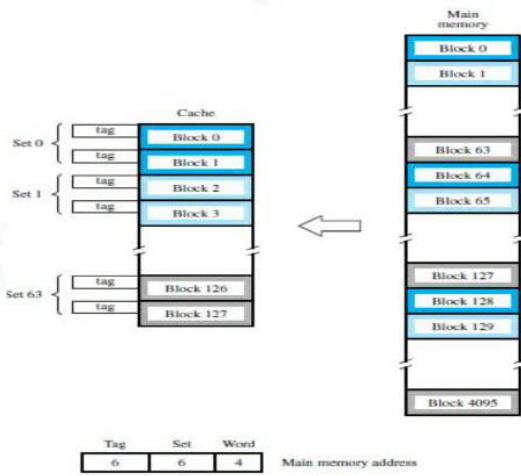 Main
memory
Block 0
Block 1
Cache
tag
Set 0
Block 0
tag
Block 1
tag
Set 1
Block 2
tag
Block 3
Block 63
Block 64
Block 65
tag
Set 63
Block 126
tag
Block 127
Block 127
Block 128
Block 129
Block 4095
Tag Set Word
6 6 4 Main memory address